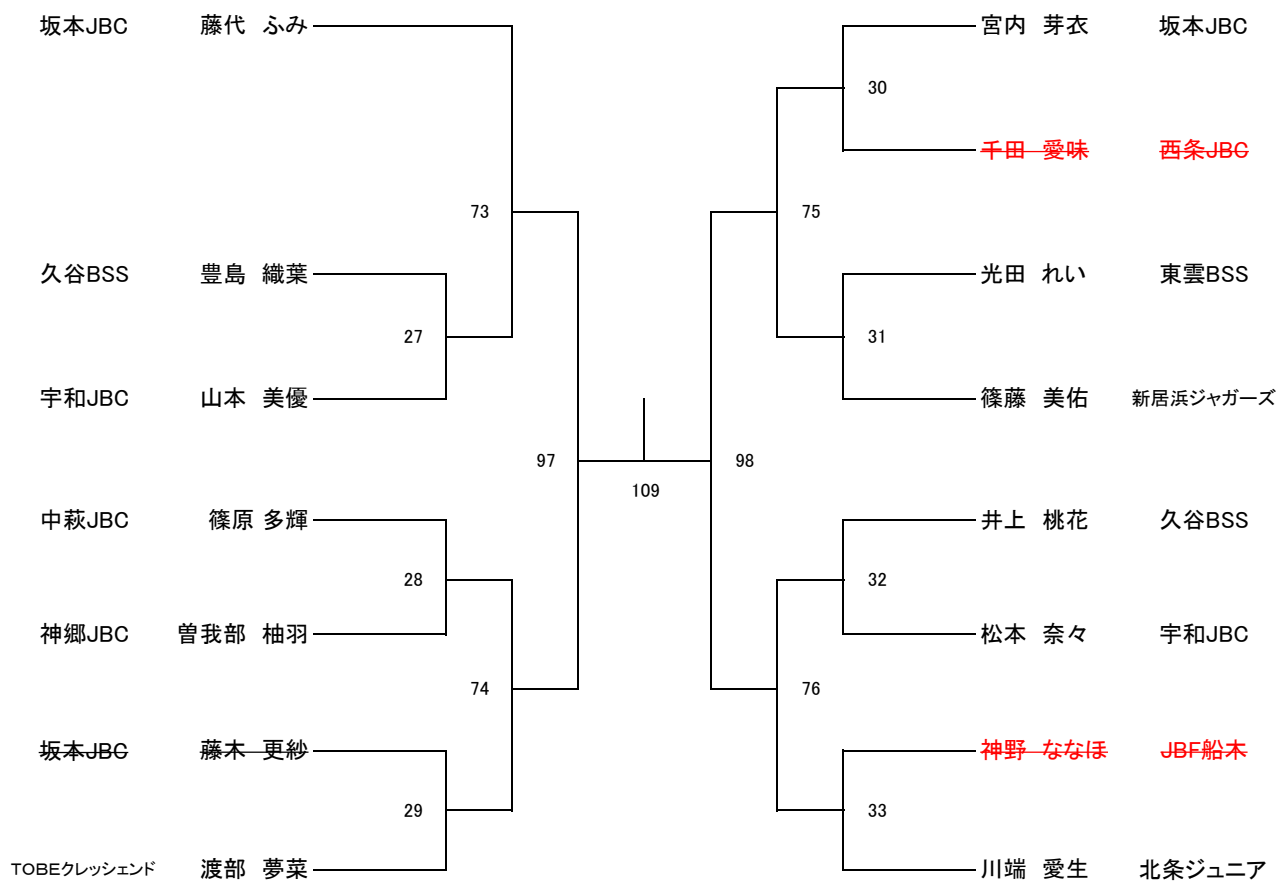 坂本JBC 藤代 ふみ 宮内 芽衣 坂本JBC
30
千田 愛味 西条JBC
73 75
久谷BSS 豊島 織葉 光田 れい 東雲BSS
27 31
宇和JBC 山本 美優 篠藤 美佑 新居浜ジャガーズ
97 98
109
中萩JBC 篠原 多輝 井上 桃花 久谷BSS
28 32
神郷JBC 曽我部 柚羽 松本 奈々 宇和JBC
74 76
坂本JBC 藤木 更紗 神野 ななほ JBF船木
29 33
TOBEクレッシェンド 渡部 夢菜 川端 愛生 北条ジュニア